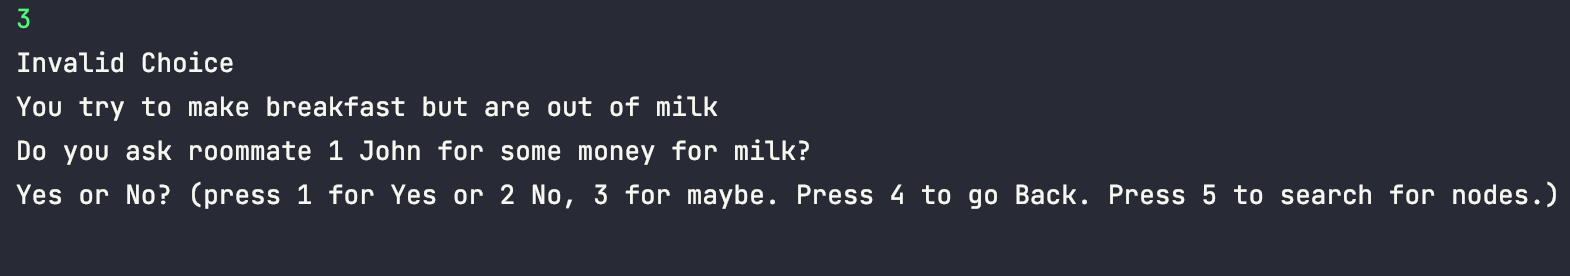 3
Invalid Choice
You try to make breakfast but are out of milk
Do you ask roommate 1 John for some money for milk?
Yes or No? (press 1 for Yes or 2 No, 3 for maybe. Press 4 to go Back. Press 5 to search for nodes.)